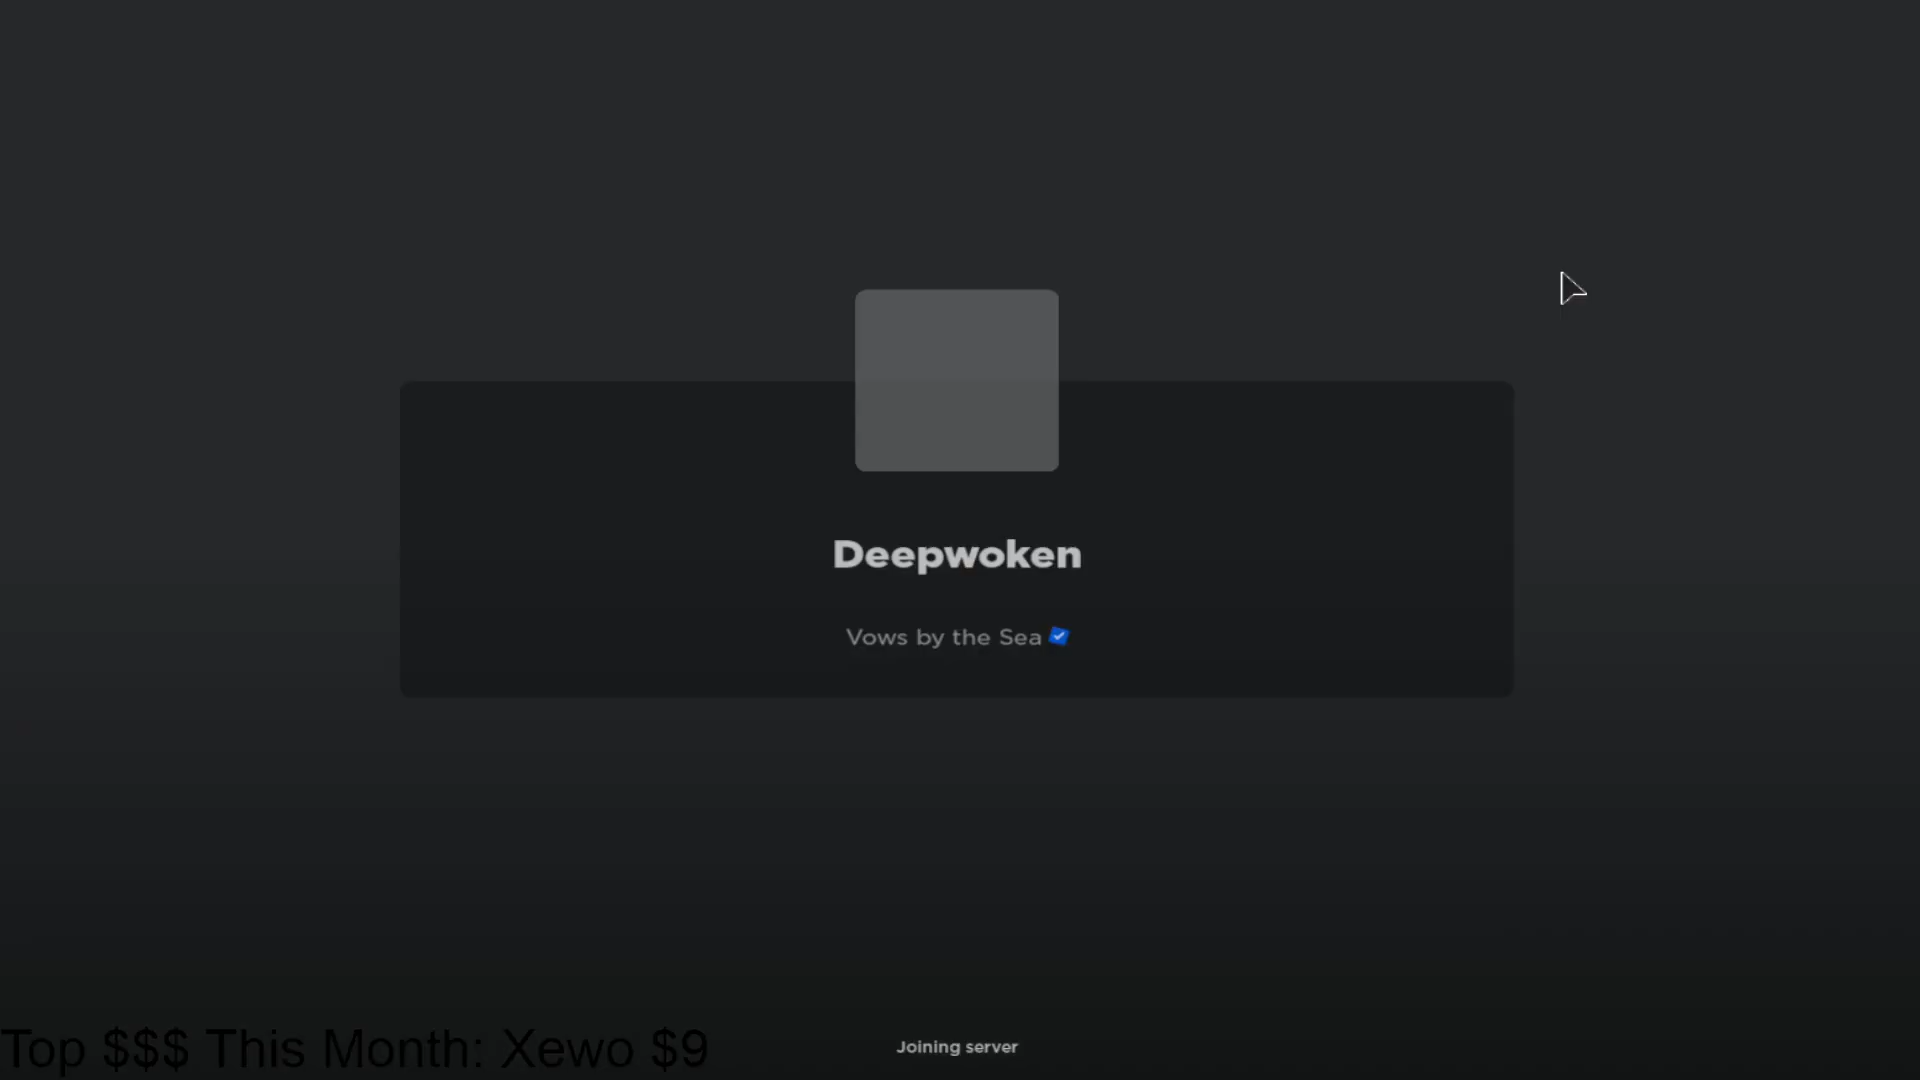 Deepwoken
Vows by the Sea
Joining server
Top $$$ This Month: Xewo $9